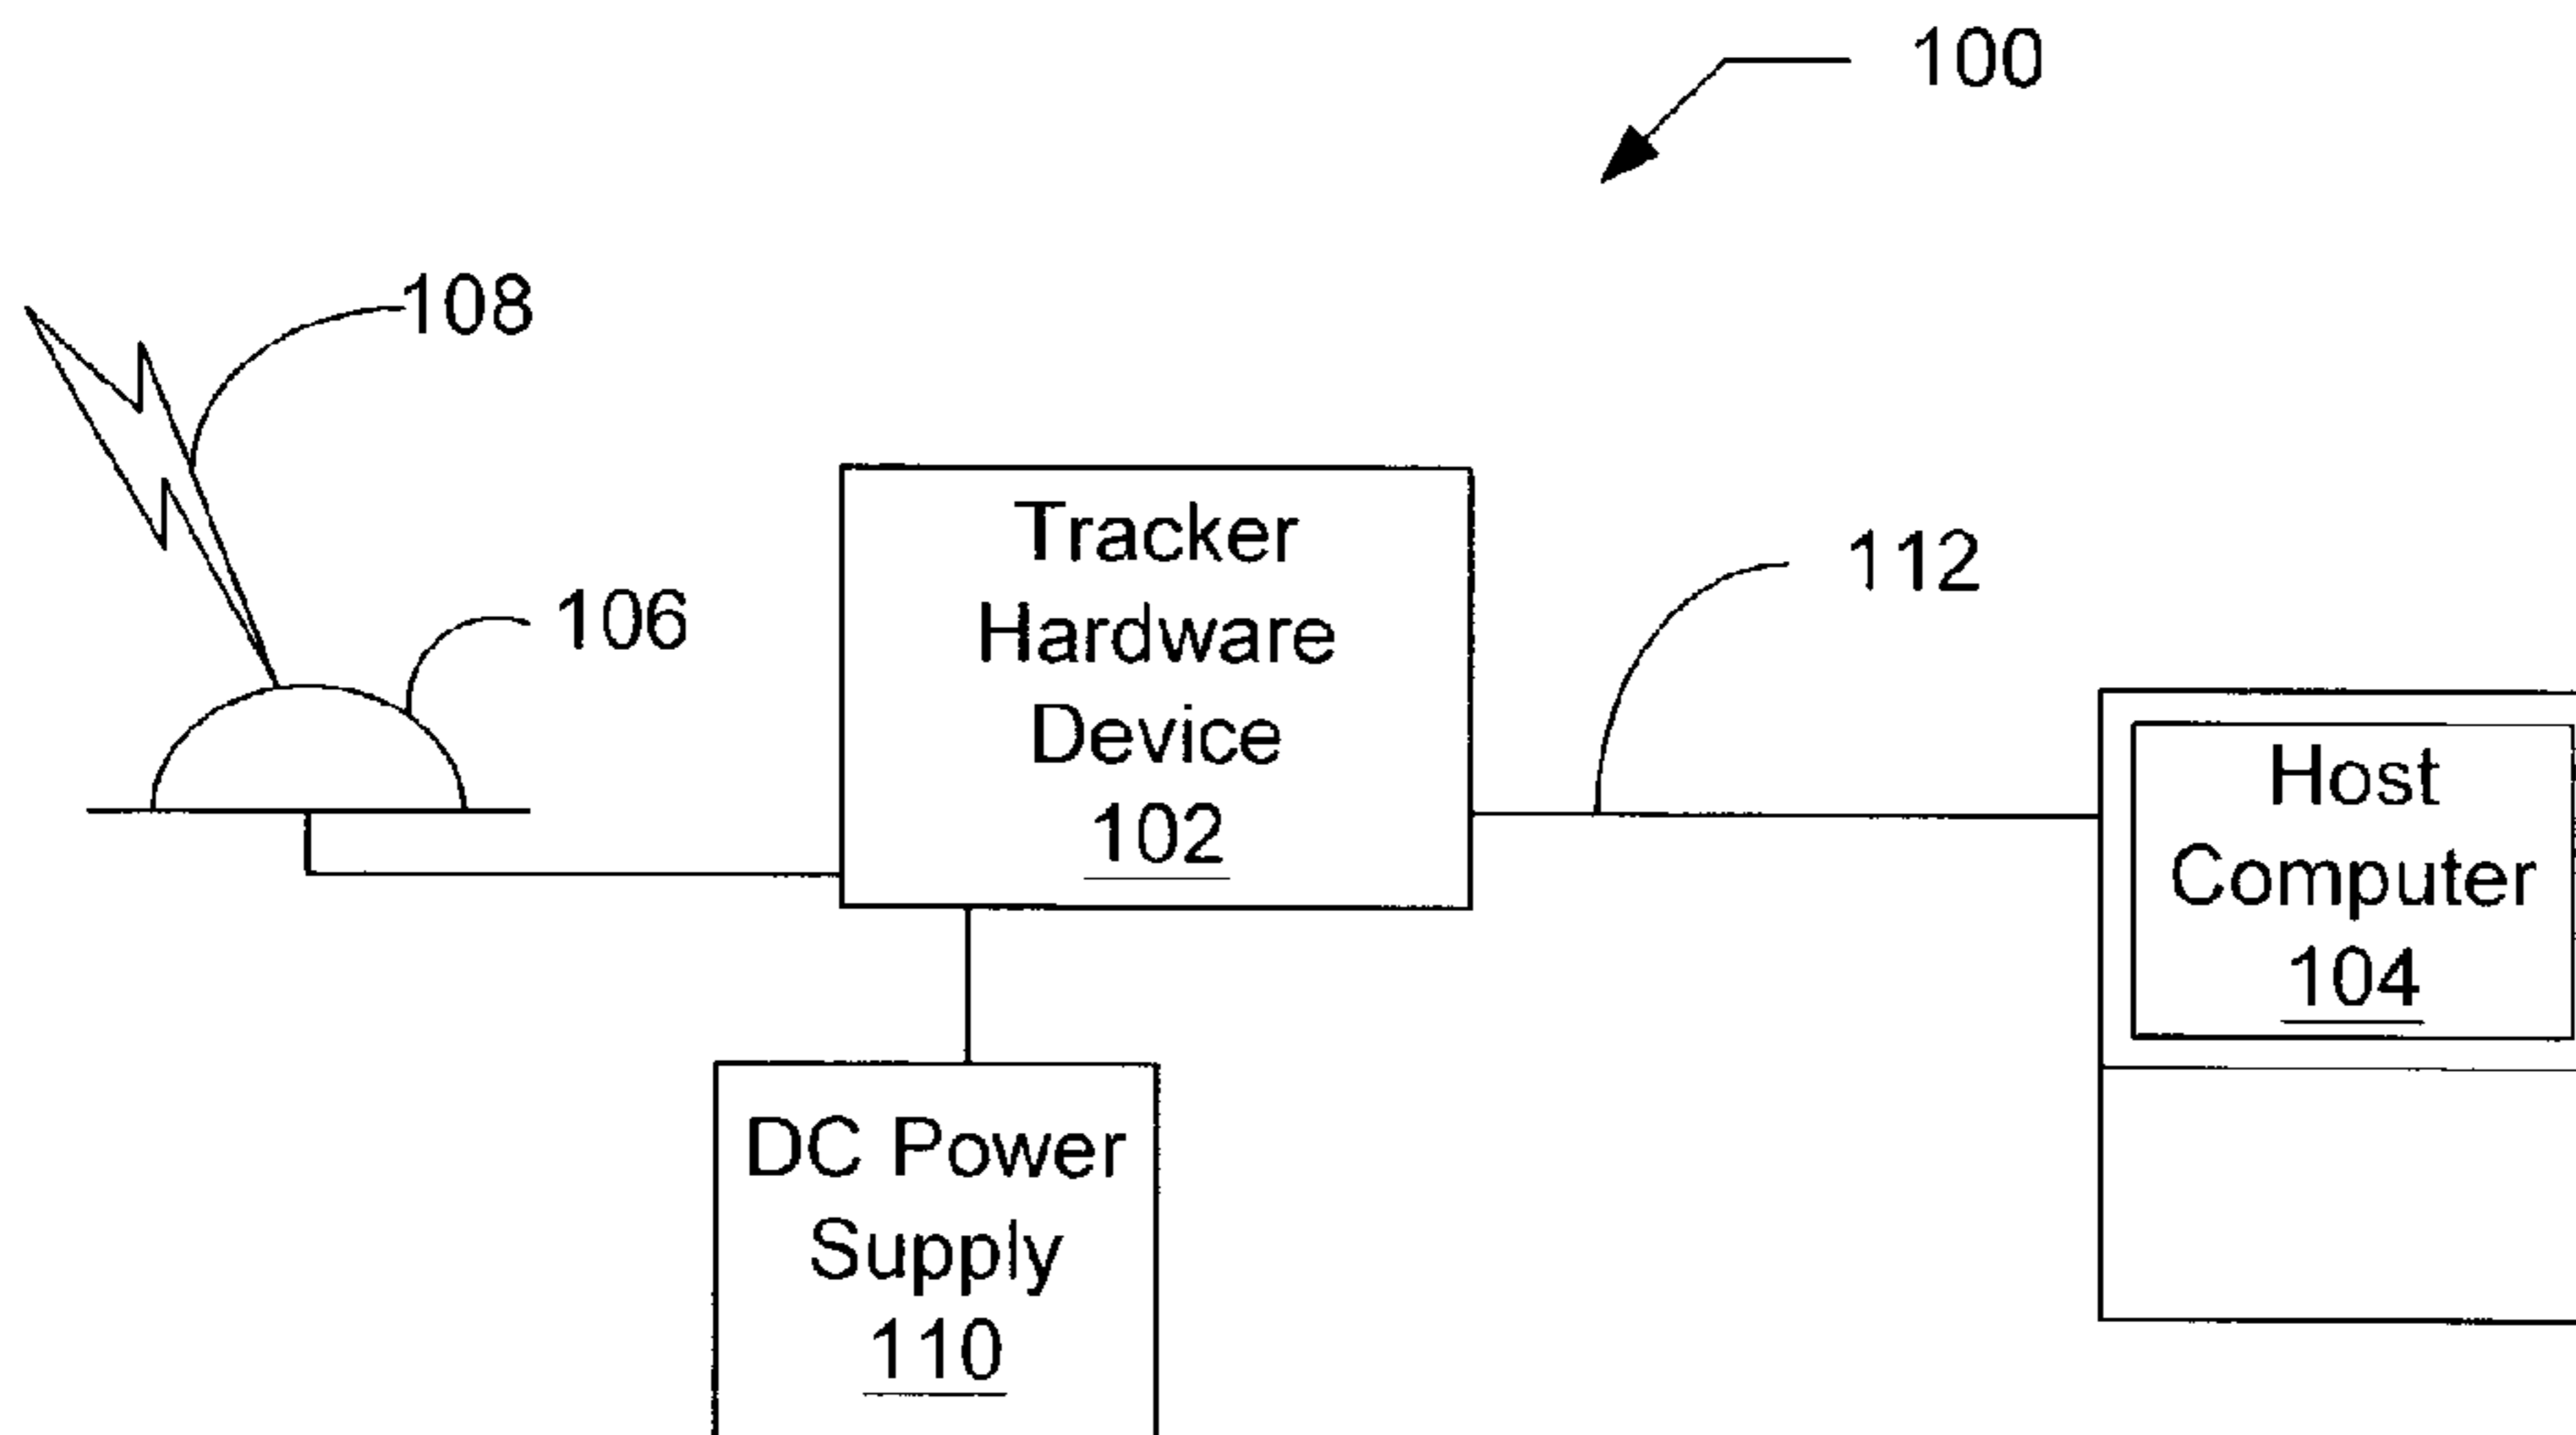 100
108
106
Tracker
Hardware
Device
102
112
Host
Computer
104
DC Power
Supply
110